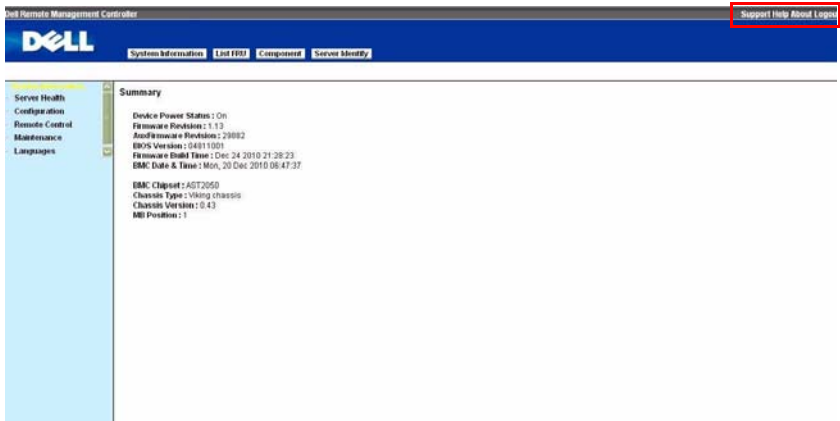 Dell Remote Management Controller
Support Help About Logout
DELL
System Information List FRU Component Server Identify
Server Health
Configuration
Remote Control
Maintenance
Languages
Summary
Device Power Status : On
Firmware Revision : 1.13
AuxFirmware Revision : 29882
BIOS Version : 04011001
Firmware Build Time : Dec 24 2010 21:28:23
BMC Date & Time : Mon, 20 Dec 2010 06:47:37
BMC Chipset : AST2050
Chassis Type : Viking chassis
Chassis Version : 0.43
MB Position : 1